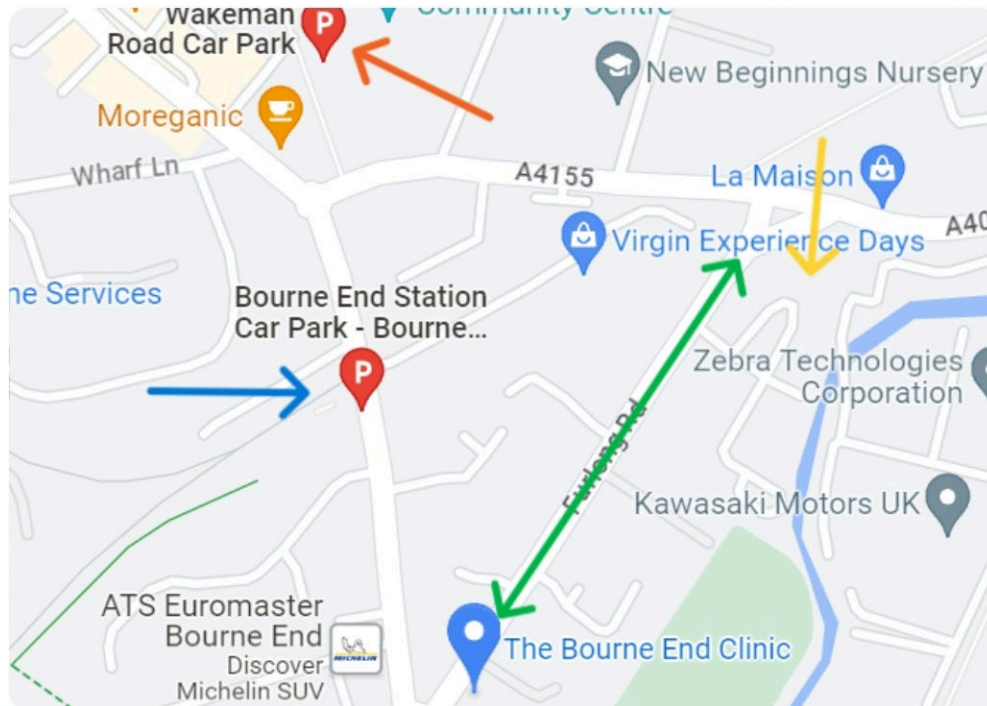 Community Centre
Wakeman
Road Car Park
P
New Beginnings Nursery
Moreganic
Wharf Ln
A4155
La Maison
A40
Virgin Experience Days
ne Services
Bourne End Station
Car Park - Bourne...
P
Zebra Technologies
Corporation
Furlong Rd
Kawasaki Motors UK
ATS Euromaster
Bourne End
Discover
Michelin SUV
MICHELIN
The Bourne End Clinic